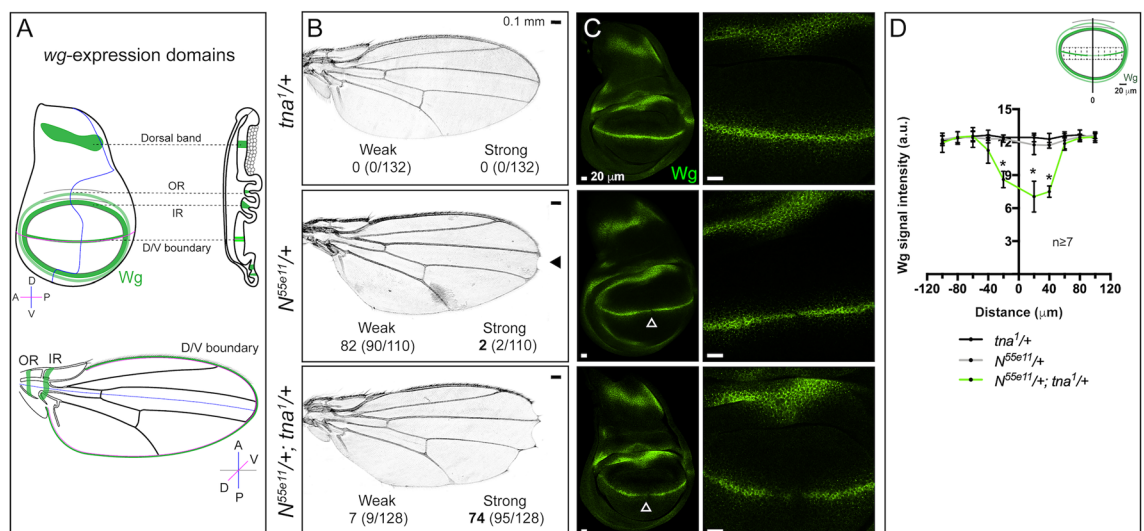 A
wg-expression domains
Dorsal band
OR
IR
D/V boundary
Wg
D
A P
V
D/V boundary
OR IR
A
V
D
P
B
0.1 mm
tna¹/+
Weak Strong
0 (0/132) 0 (0/132)
N⁵⁵ᵉ¹¹/+
Weak Strong
82 (90/110) 2 (2/110)
N⁵⁵ᵉ¹¹/+; tna¹/+
Weak Strong
7 (9/128) 74 (95/128)
C
20 μm Wg
D
Wg
20
μm
0
Wg signal intensity (a.u.)
15
12
9
6
3
* * *
n≥7
-120 -80 -40 0 40 80 120
Distance (μm)
tna¹/+
N⁵⁵ᵉ¹¹/+
N⁵⁵ᵉ¹¹/+; tna¹/+